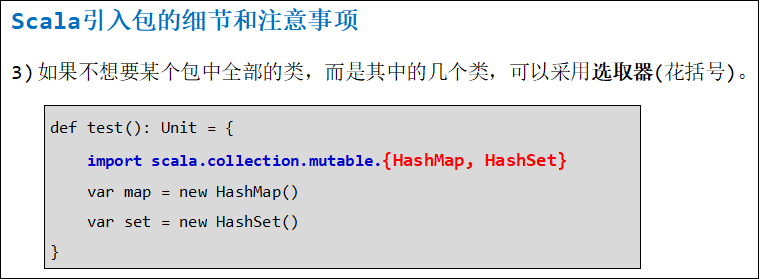 Scala引入包的细节和注意事项
3)如果不想要某个包中全部的类，而是其中的几个类，可以采用选取器(花括号)。
def test(): Unit = {
    import scala.collection.mutable.{HashMap, HashSet}
    var map = new HashMap()
    var set = new HashSet()
}